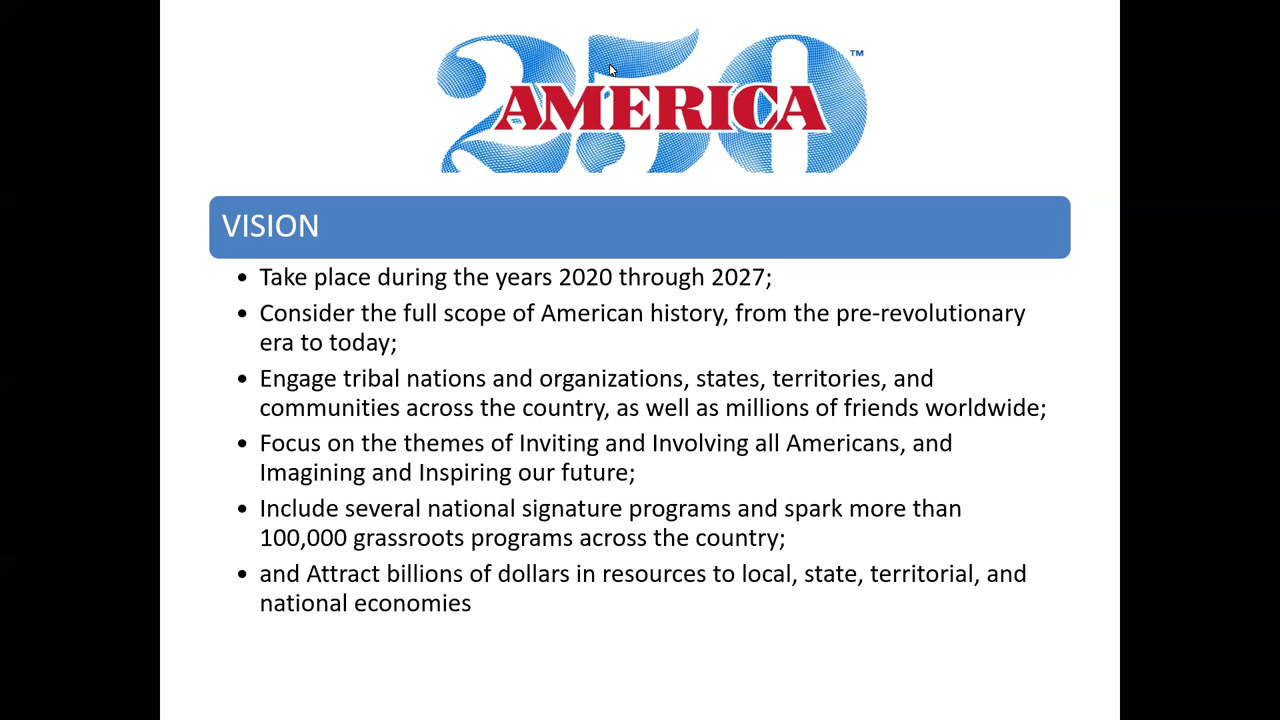 250
AMERICA
™
VISION
• Take place during the years 2020 through 2027;
• Consider the full scope of American history, from the pre-revolutionary
era to today;
• Engage tribal nations and organizations, states, territories, and
communities across the country, as well as millions of friends worldwide;
• Focus on the themes of Inviting and Involving all Americans, and
Imagining and Inspiring our future;
• Include several national signature programs and spark more than
100,000 grassroots programs across the country;
• and Attract billions of dollars in resources to local, state, territorial, and
national economies